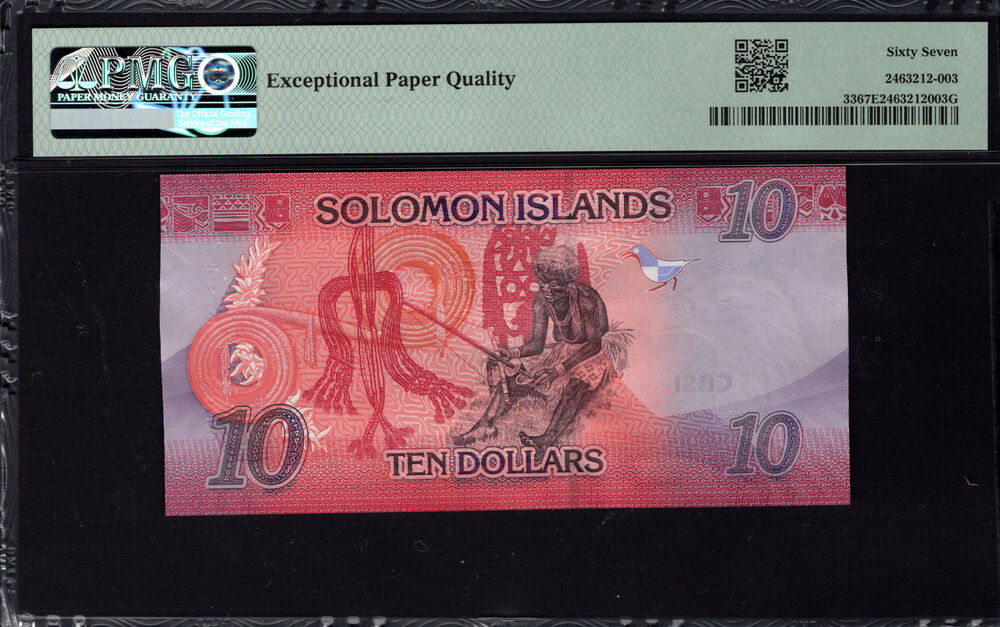 PMG
PAPER MONEY GUARANTY
The Official Grading
Service of the ANA
Exceptional Paper Quality
Sixty Seven
2463212-003
3367E2463212003G
SOLOMON ISLANDS
10
CBSI
10
10
TEN DOLLARS